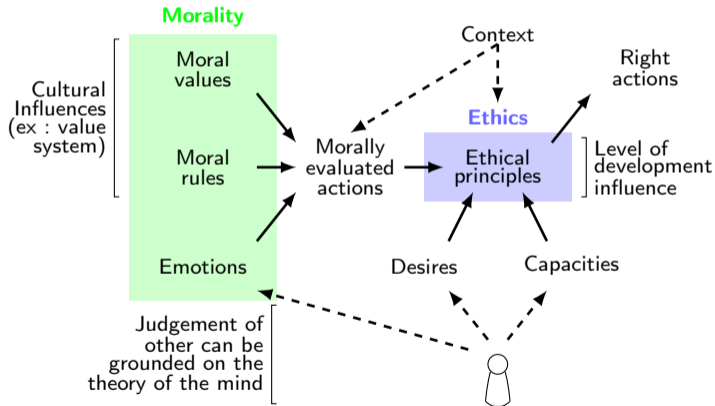 Morality
Moral
values
Cultural
Influences
(ex : value
system)
Moral
rules
Emotions
Morally
evaluated
actions
Context
Ethics
Ethical
principles
Right
actions
Level of
development
influence
Desires
Capacities
Judgement of
other can be
grounded on the
theory of the mind